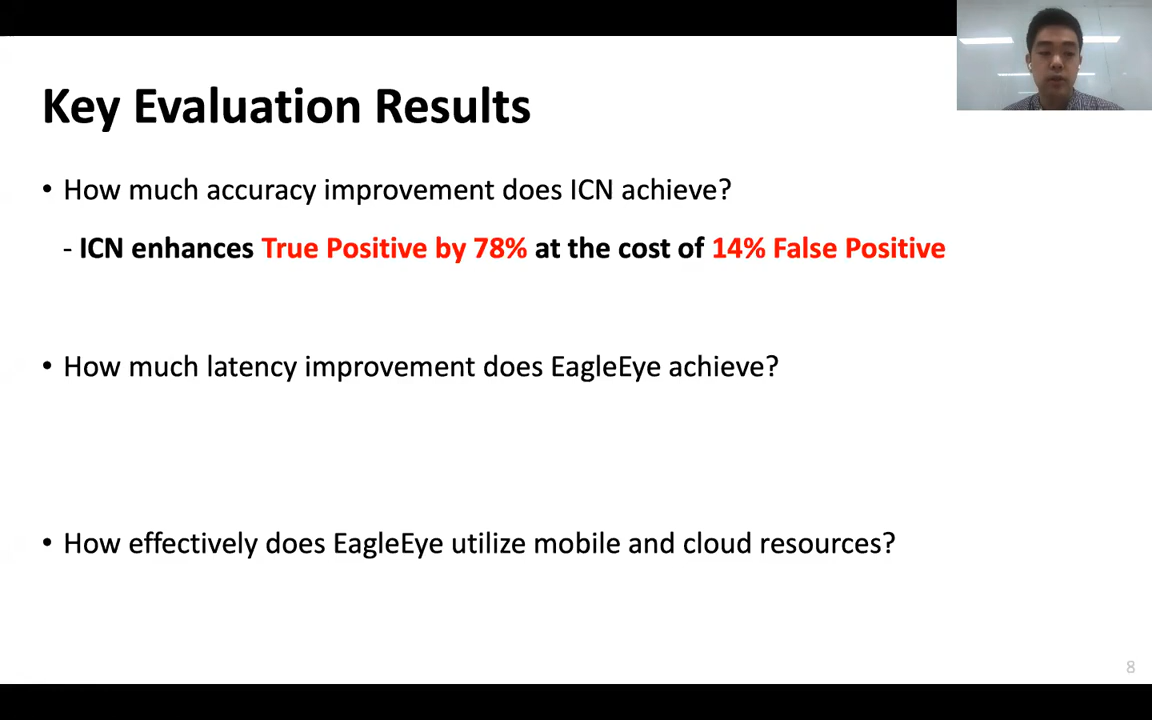 Key Evaluation Results
• How much accuracy improvement does ICN achieve?
- ICN enhances True Positive by 78% at the cost of 14% False Positive
• How much latency improvement does EagleEye achieve?
• How effectively does EagleEye utilize mobile and cloud resources?
8